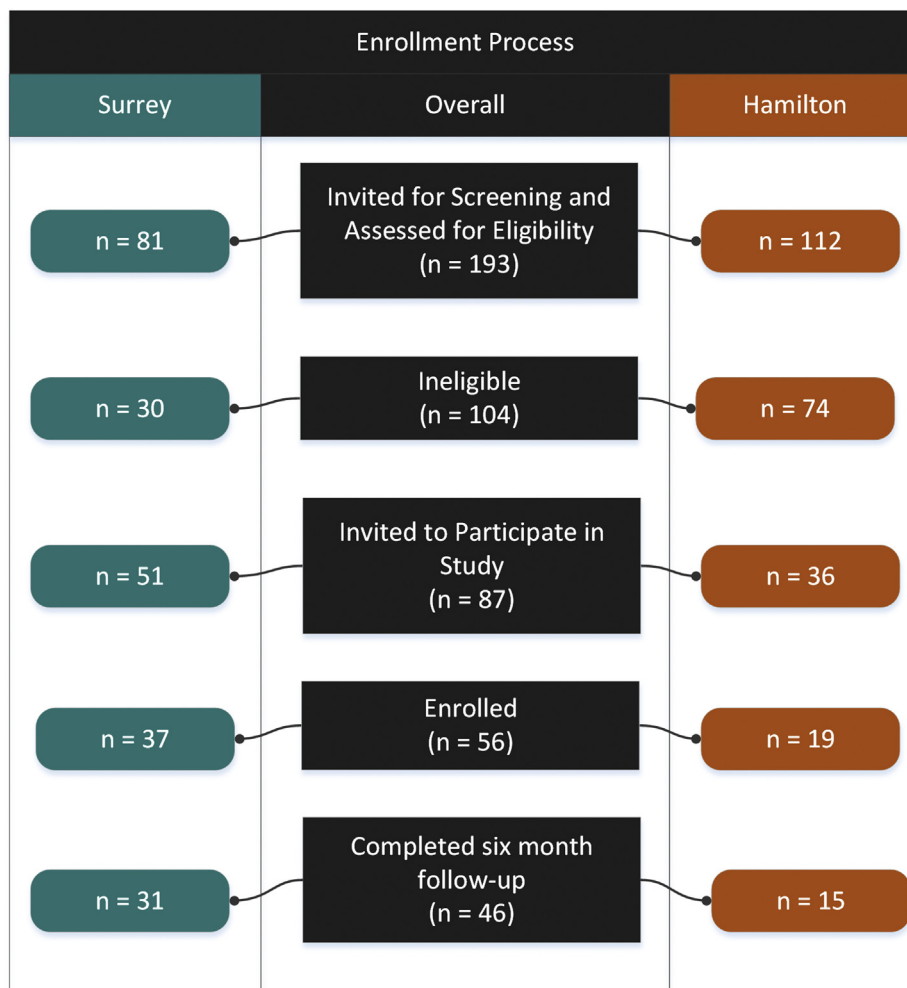 Enrollment Process
Surrey
Overall
Hamilton
n = 81
Invited for Screening and
Assessed for Eligibility
(n = 193)
n = 112
n = 30
Ineligible
(n = 104)
n = 74
n = 51
Invited to Participate in
Study
(n = 87)
n = 36
n = 37
Enrolled
(n = 56)
n = 19
n = 31
Completed six month
follow-up
(n = 46)
n = 15